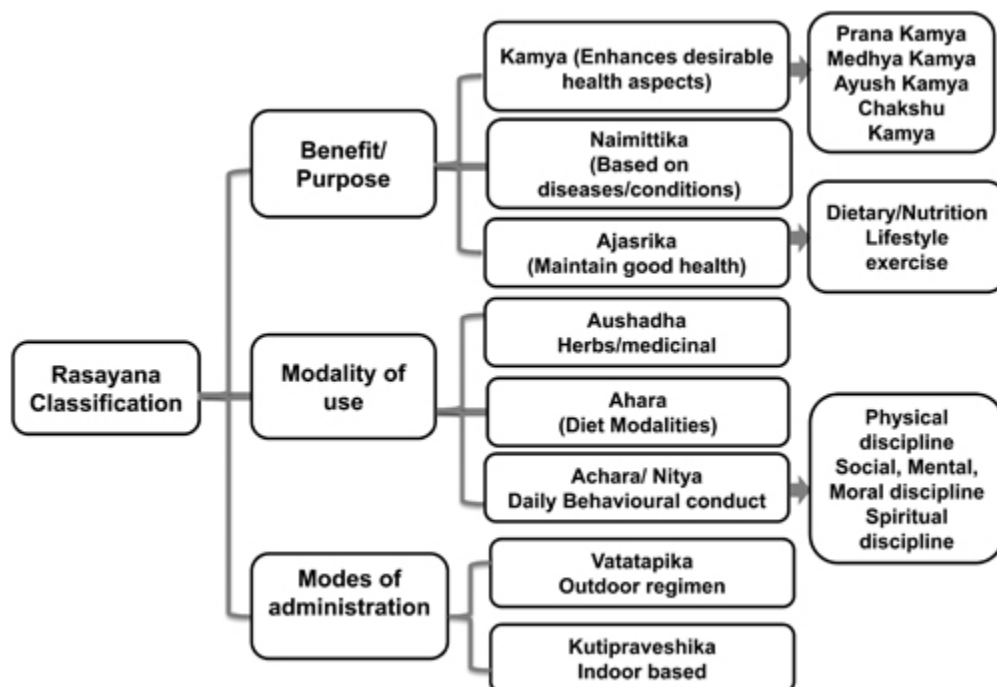 Rasayana
Classification
Benefit/
Purpose
Kamya (Enhances desirable
health aspects)
Prana Kamya
Medhya Kamya
Ayush Kamya
Chakshu
Kamya
Naimittika
(Based on
diseases/conditions)
Ajasrika
(Maintain good health)
Dietary/Nutrition
Lifestyle
exercise
Modality of
use
Aushadha
Herbs/medicinal
Ahara
(Diet Modalities)
Achara/ Nitya
Daily Behavioural conduct
Physical
discipline
Social, Mental,
Moral discipline
Spiritual
discipline
Modes of
administration
Vatatapika
Outdoor regimen
Kutipraveshika
Indoor based